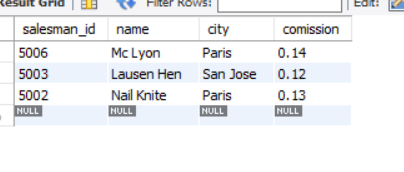 Result Grid Filter Rows: Edit:
salesman_id name city comission
5006 Mc Lyon Paris 0.14
5003 Lausen Hen San Jose 0.12
5002 Nail Knite Paris 0.13
NULL NULL NULL NULL